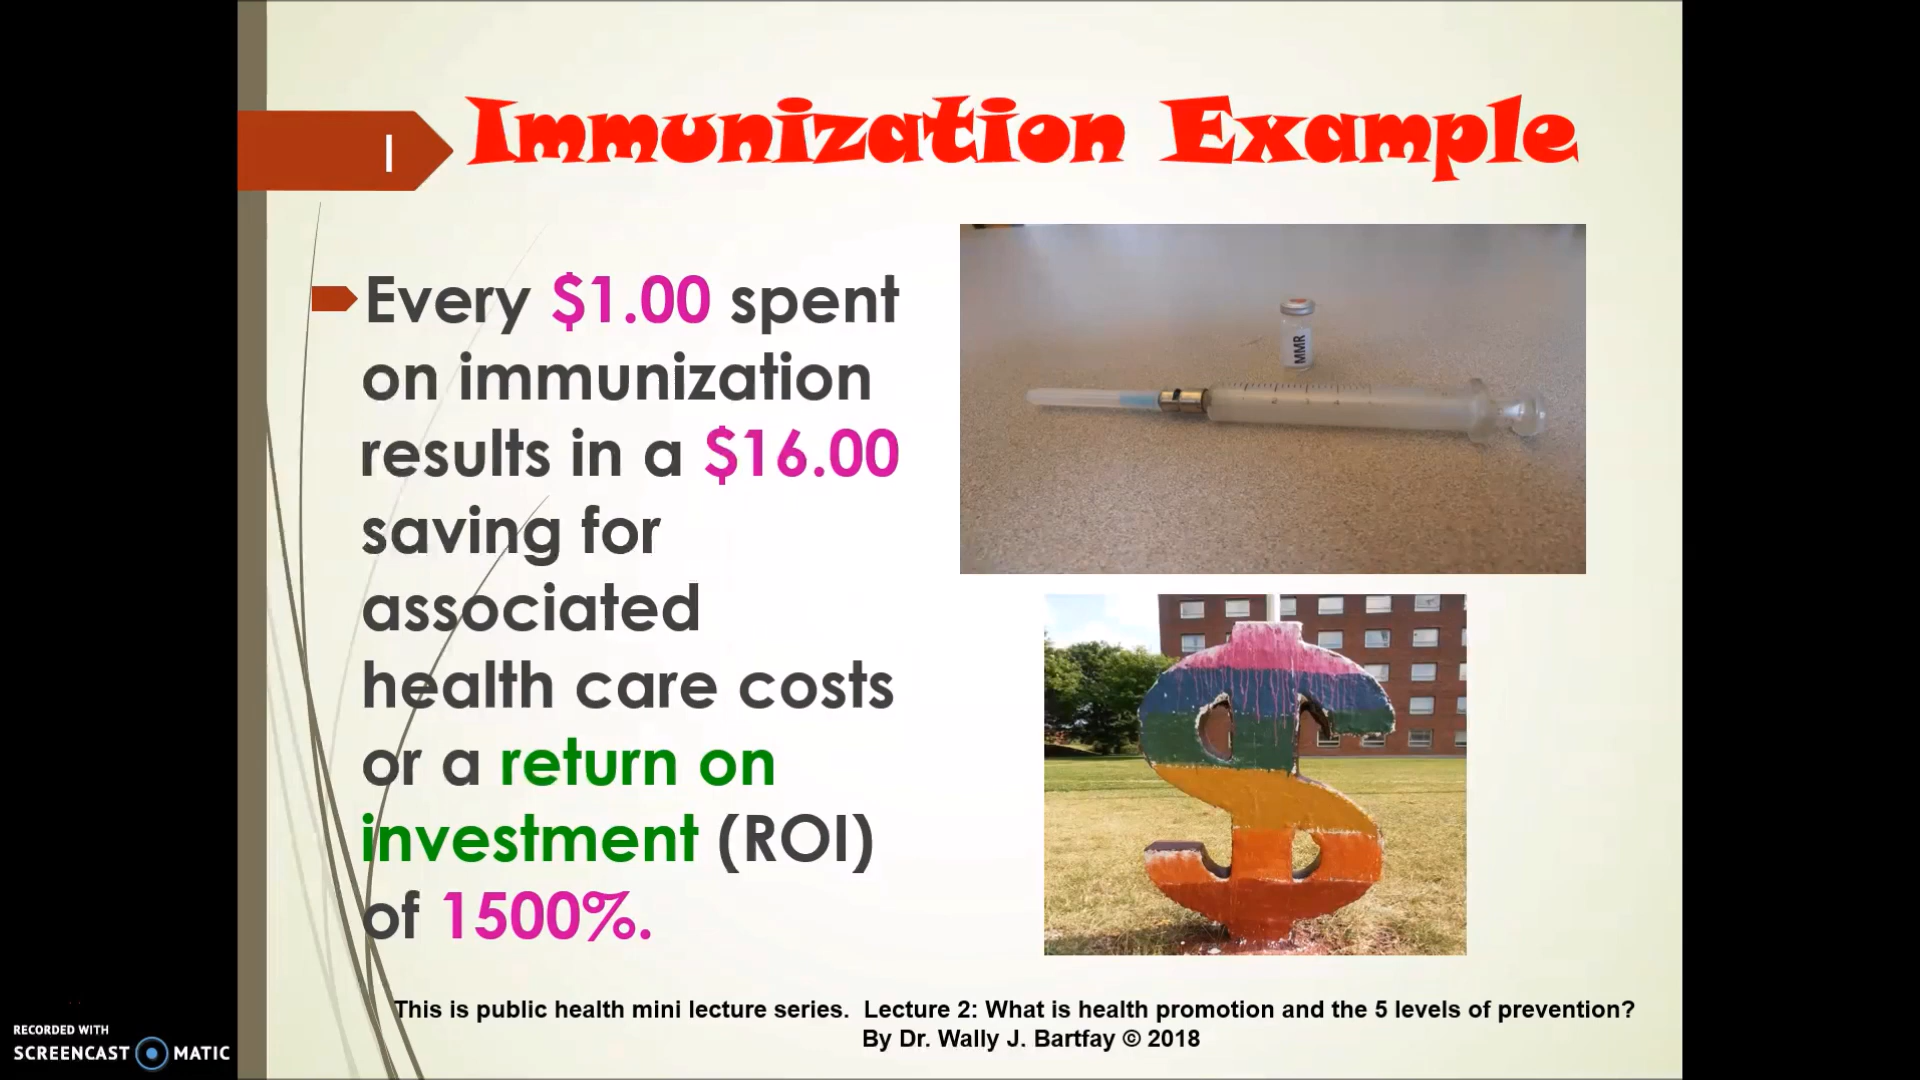 1
Immunization Example
Every $1.00 spent
on immunization
results in a $16.00
saving for
associated
health care costs
or a return on
investment (ROI)
of 1500%.
MMR
This is public health mini lecture series. Lecture 2: What is health promotion and the 5 levels of prevention?
By Dr. Wally J. Bartfay © 2018
RECORDED WITH
SCREENCAST MATIC